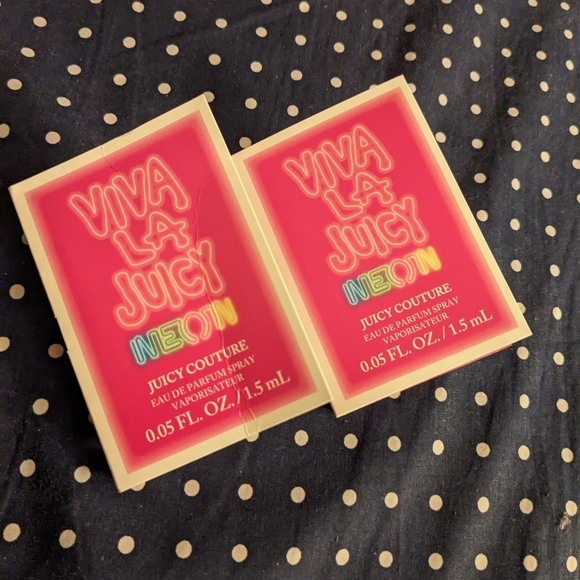 VIVA
LA
JUICY
NEON
JUICY COUTURE
EAU DE PARFUM SPRAY
VAPORISATEUR
0.05 FL. OZ. / 1.5 mL
VIVA
LA
JUICY
NEON
JUICY COUTURE
EAU DE PARFUM SPRAY
VAPORISATEUR
0.05 FL. OZ. / 1.5 mL